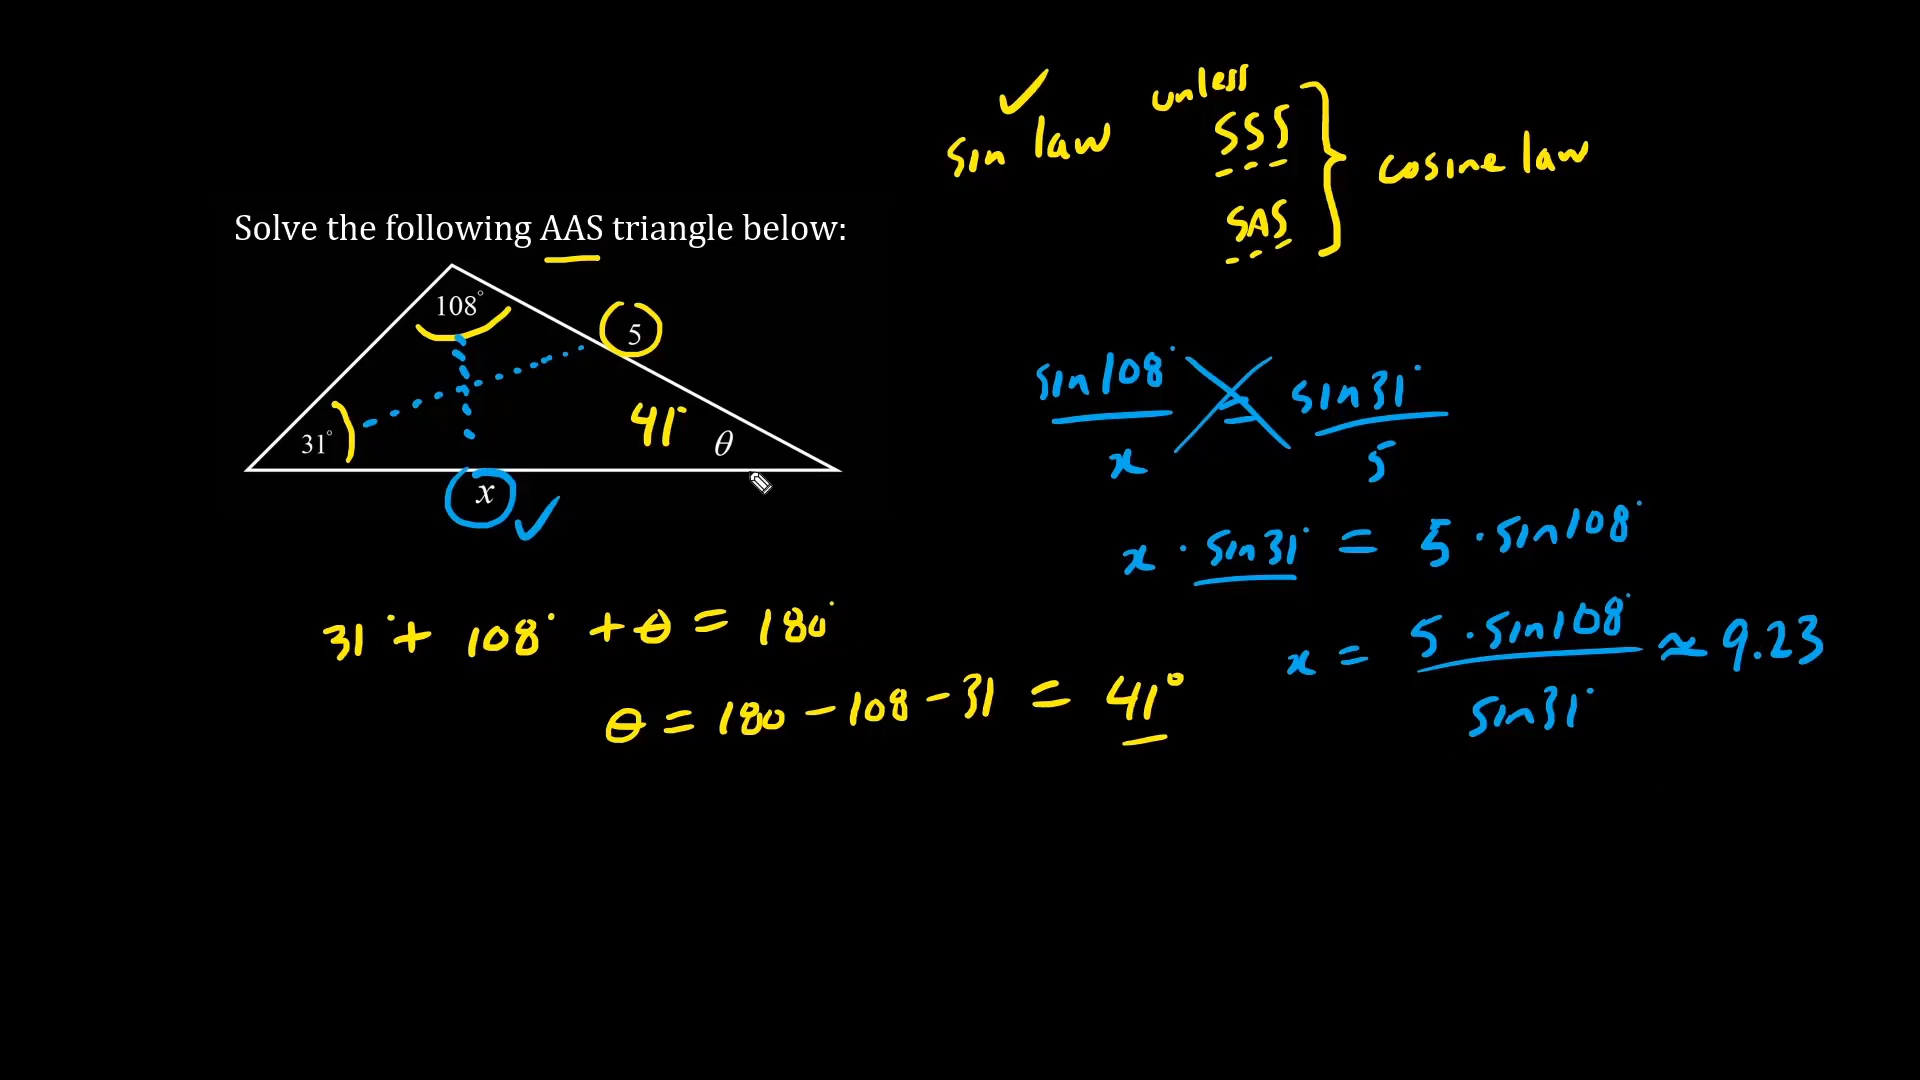 unless
✓
sin law
SSS
SAS
cosine law
Solve the following AAS triangle below:
108°
5
31°
41°
θ
x
✓
sin108° / x = sin31° / 5
x · sin31° = 5 · sin108°
x = 5 · sin108° / sin31° ≈ 9.23
31° + 108° + θ = 180°
θ = 180 - 108 - 31 = 41°